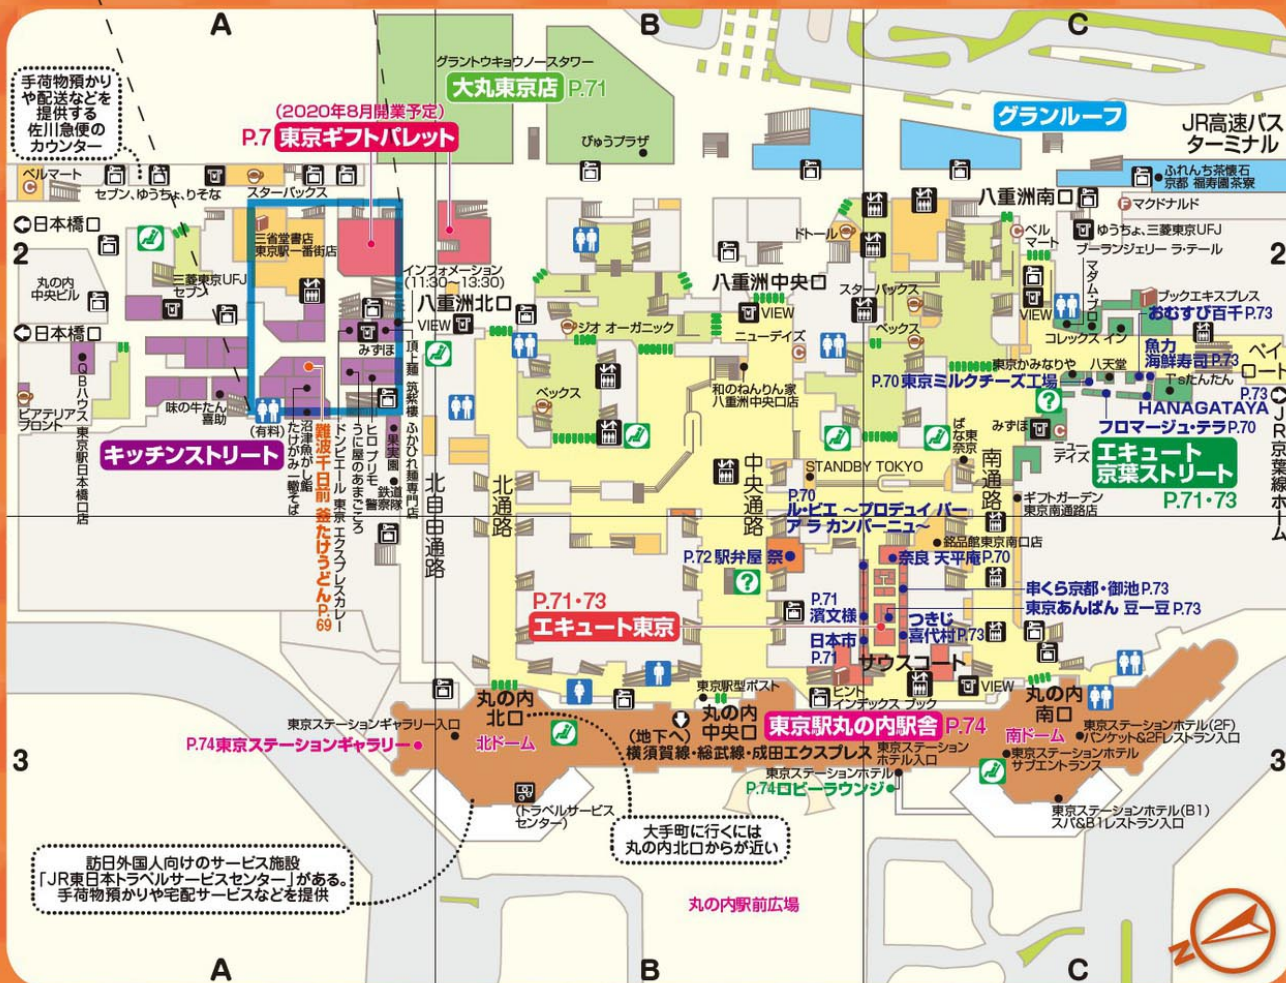 A
B
C
手荷物預かり
や配送などを
提供する
佐川急便の
カウンター
グラントウキョウノースタワー
大丸東京店 P.71
(2020年8月開業予定)
P.7 東京ギフトパレット
びゅうプラザ
グランルーフ
JR高速バス
ターミナル
ベルマート
セブン、ゆうちょ、りそな
スターバックス
ふれんち茶懐石
京都 福寿園茶寮
マクドナルド
日本橋口
三省堂書店
東京駅一番街店
八重洲南口
ベル
マート
ゆうちょ、三菱東京UFJ
ブーランジェリー ラ・テール
ドトール
2
2
丸の内
中央ビル
三菱東京UFJ
セブン
インフォメーション
(11:30〜13:30)
八重洲北口
VIEW
八重洲中央口
VIEW
スターバックス
VIEW
マダム・ブロ
ブックエキスプレス
おむすび百千 P.73
日本橋口
みずほ
ジオ オーガニック
ニューデイズ
ベックス
コレックス イン
魚力
海鮮寿司 P.73
ベイ
ロート
QBハウス 東京駅日本橋口店
頂上麺 筑紫樓 ふかひれ麺専門店
ベックス
和のねんりん家
八重洲中央口店
東京かみなりや
八天堂
P.70 東京ミルクチーズ工場
T'sたんたん
P.73
HANAGATAYA
フロマージュ・テラ P.70
JR京葉線ホーム
ビアテリア
プロント
味の牛たん
喜助
(有料)
キッチンストリート
たけがみ 一轍そば
沼津魚がし鮨
難波千日前 釜たけうどん P.69
ドンピエール 東京 エクスプレスカレー
うに屋のあまごころ
ヒロ プリモ
果実園
鉄道
警察隊
北自由通路
北通路
中央通路
南通路
ばな奈
東京
みずほ
ニュー
デイズ
エキュート
京葉ストリート
P.71・73
STANDBY TOKYO
P.70
ル・ビエ 〜プロデュイ パー
ア ラ カンパーニュ〜
ギフトガーデン
東京南通路店
銘品館東京南口店
P.72 駅弁屋 祭
奈良 天平庵 P.70
P.71・73
エキュート東京
P.71
濱文様
日本市
P.71
つきじ
喜代村 P.73
串くら京都・御池 P.73
東京あんぱん 豆一豆 P.73
サウスコート
VIEW
東京駅型ポスト
ヒント
インデックス ブック
丸の内
北口
丸の内
中央口
(地下へ)
横須賀線・総武線・成田エクスプレス
東京駅丸の内駅舎 P.74
丸の内
南口
東京ステーションギャラリー入口
P.74 東京ステーションギャラリー
北ドーム
南ドーム
東京ステーション
ホテル入口
東京ステーションホテル(2F)
バンケット&2Fレストラン入口
東京ステーションホテル
サブエントランス
3
3
(トラベルサービス
センター)
東京ステーションホテル
P.74 ロビーラウンジ
東京ステーションホテル(B1)
スパ&B1レストラン入口
大手町に行くには
丸の内北口からが近い
訪日外国人向けのサービス施設
「JR東日本トラベルサービスセンター」がある。
手荷物預かりや宅配サービスなどを提供
丸の内駅前広場
N
A
B
C